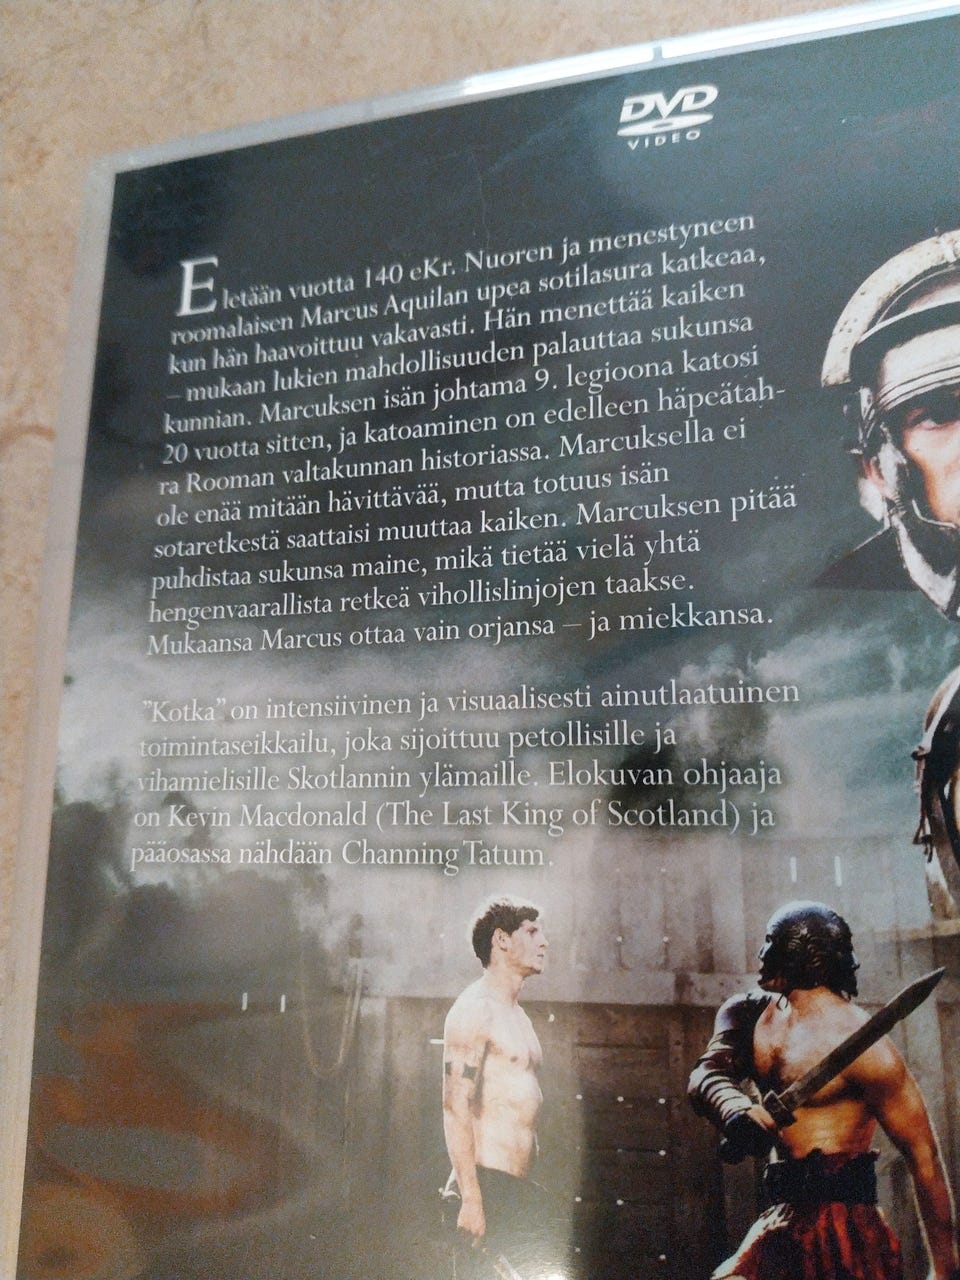 DVD
VIDEO
Eletään vuotta 140 eKr. Nuoren ja menestyneen
roomalaisen Marcus Aquilan upea sotilasura katkeaa,
kun hän haavoittuu vakavasti. Hän menettää kaiken
– mukaan lukien mahdollisuuden palauttaa sukunsa
kunnian. Marcuksen isän johtama 9. legioona katosi
20 vuotta sitten, ja katoaminen on edelleen häpeätah-
ra Rooman valtakunnan historiassa. Marcuksella ei
ole enää mitään hävittävää, mutta totuus isän
sotaretkestä saattaisi muuttaa kaiken. Marcuksen pitää
puhdistaa sukunsa maine, mikä tietää vielä yhtä
hengenvaarallista retkeä vihollislinjojen taakse.
Mukaansa Marcus ottaa vain orjansa – ja miekkansa.
"Kotka" on intensiivinen ja visuaalisesti ainutlaatuinen
toimintaseikkailu, joka sijoittuu petollisille ja
vihamielisille Skotlannin ylämaille. Elokuvan ohjaaja
on Kevin Macdonald (The Last King of Scotland) ja
pääosassa nähdään Channing Tatum.